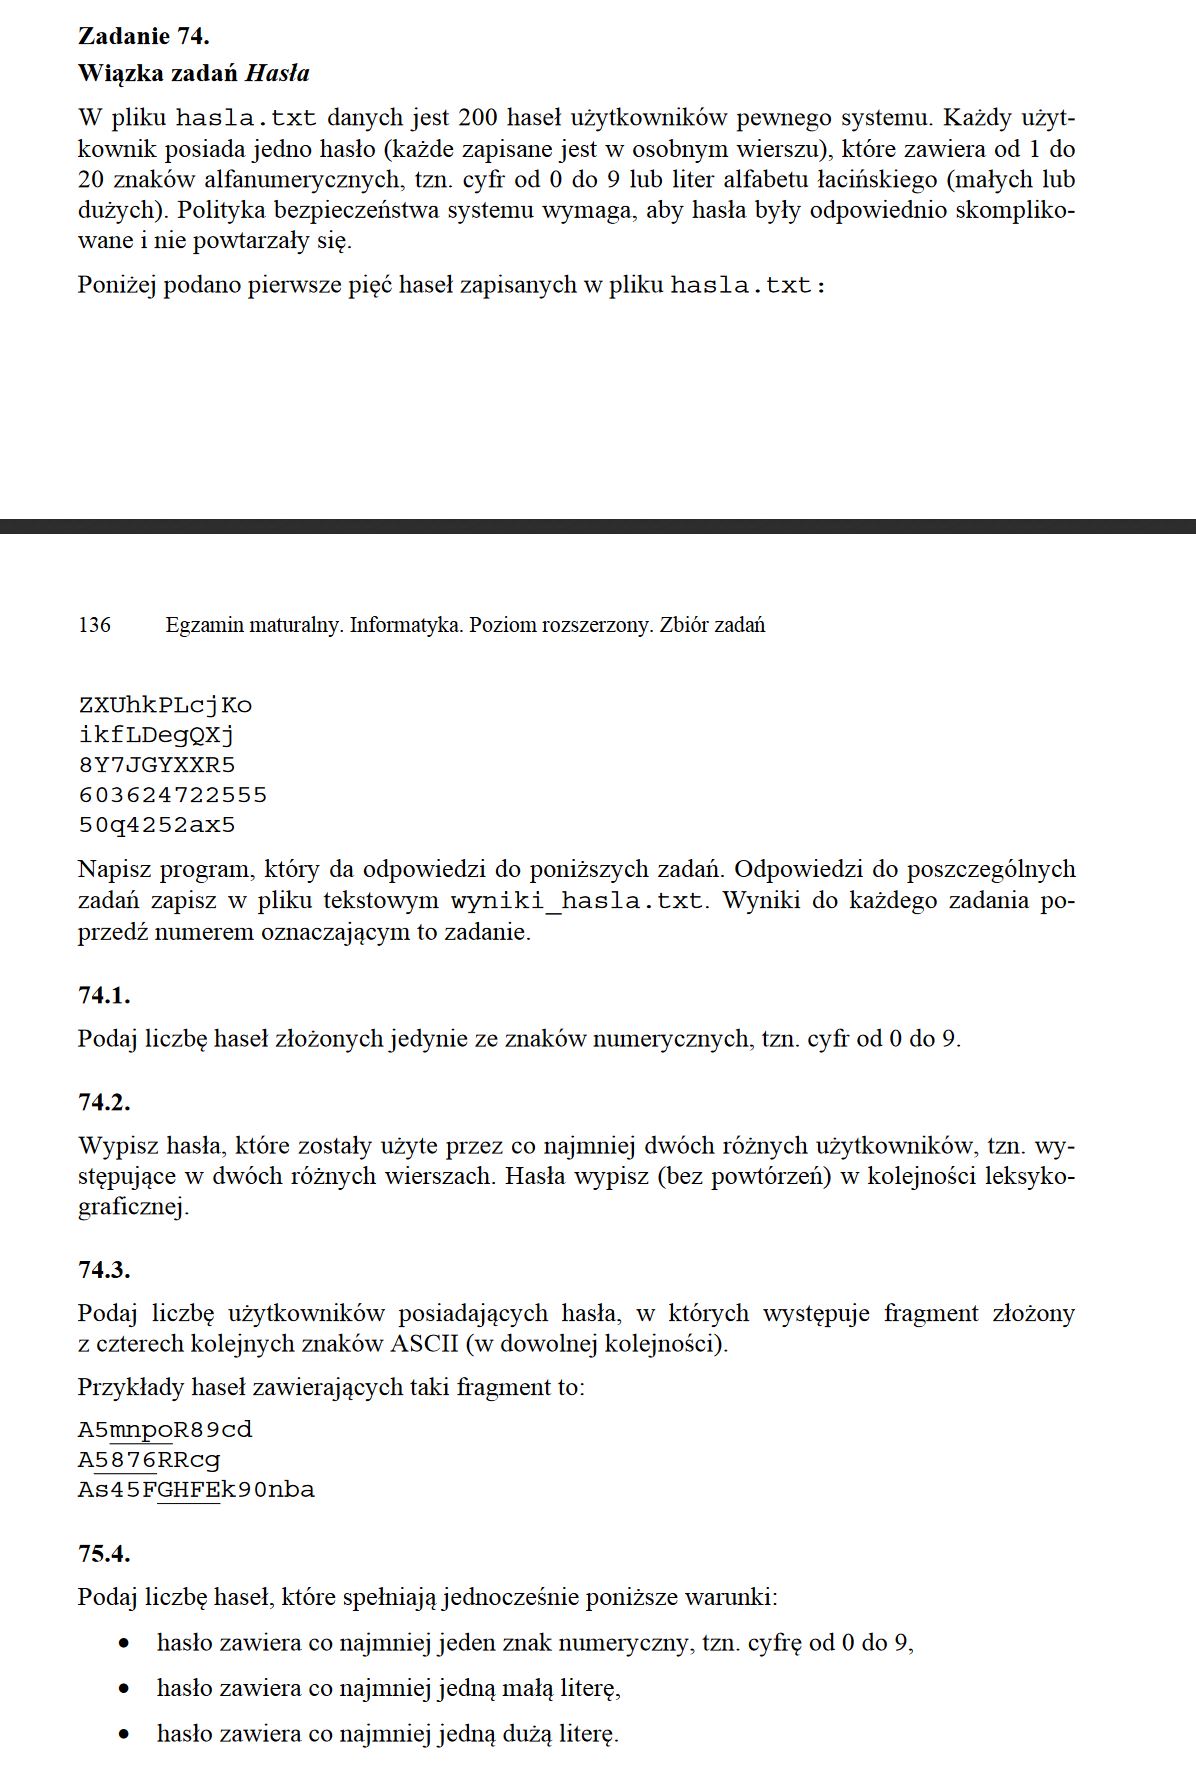 Zadanie 74.
Wiązka zadań Hasła
W pliku hasla.txt danych jest 200 haseł użytkowników pewnego systemu. Każdy użyt-
kownik posiada jedno hasło (każde zapisane jest w osobnym wierszu), które zawiera od 1 do
20 znaków alfanumerycznych, tzn. cyfr od 0 do 9 lub liter alfabetu łacińskiego (małych lub
dużych). Polityka bezpieczeństwa systemu wymaga, aby hasła były odpowiednio skompliko-
wane i nie powtarzały się.
Poniżej podano pierwsze pięć haseł zapisanych w pliku hasla.txt:
136 Egzamin maturalny. Informatyka. Poziom rozszerzony. Zbiór zadań
ZXUhkPLcjKo
ikfLDegQXj
8Y7JGYXXR5
603624722555
50q4252ax5
Napisz program, który da odpowiedzi do poniższych zadań. Odpowiedzi do poszczególnych
zadań zapisz w pliku tekstowym wyniki_hasla.txt. Wyniki do każdego zadania po-
przedź numerem oznaczającym to zadanie.
74.1.
Podaj liczbę haseł złożonych jedynie ze znaków numerycznych, tzn. cyfr od 0 do 9.
74.2.
Wypisz hasła, które zostały użyte przez co najmniej dwóch różnych użytkowników, tzn. wy-
stępujące w dwóch różnych wierszach. Hasła wypisz (bez powtórzeń) w kolejności leksyko-
graficznej.
74.3.
Podaj liczbę użytkowników posiadających hasła, w których występuje fragment złożony
z czterech kolejnych znaków ASCII (w dowolnej kolejności).
Przykłady haseł zawierających taki fragment to:
A5mnpoR89cd
A5876RRcg
As45FGHFEk90nba
75.4.
Podaj liczbę haseł, które spełniają jednocześnie poniższe warunki:
• hasło zawiera co najmniej jeden znak numeryczny, tzn. cyfrę od 0 do 9,
• hasło zawiera co najmniej jedną małą literę,
• hasło zawiera co najmniej jedną dużą literę.